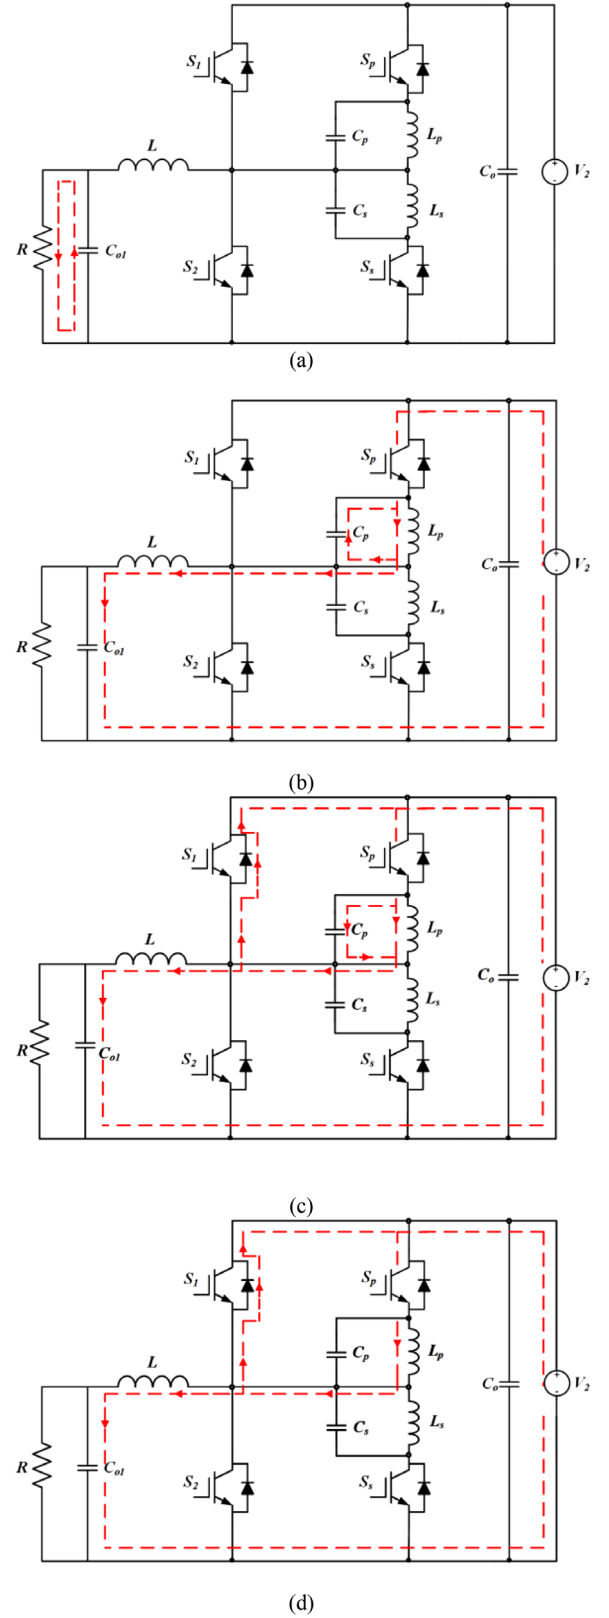 S1 Sp
Cp Lp
L Co + - V2
Cs Ls
R Co1 S2 Ss
(a)
S1 Sp
Cp Lp
L Co + - V2
Cs Ls
R Co1 S2 Ss
(b)
S1 Sp
Cp Lp
L Co + - V2
Cs Ls
R Co1 S2 Ss
(c)
S1 Sp
Cp Lp
L Co + - V2
Cs Ls
R Co1 S2 Ss
(d)